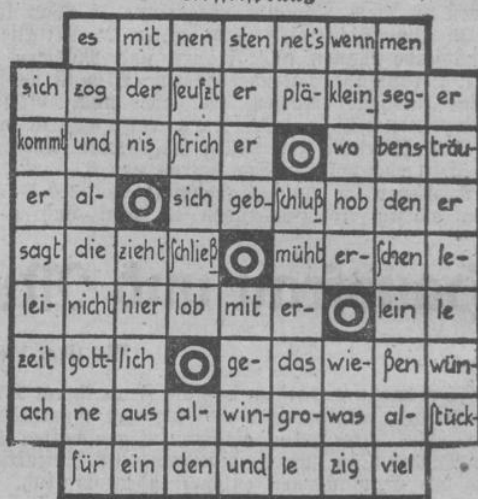 es mit nen sten net's wenn men
sich zog der seufzt er plä- klein seg- er
kommt und nis strich er wo bens- träu-
er al- sich geb- schluß hob den er
sagt die zieht schließ müht er- schen le-
lei- nicht hier lob mit er- lein le
zeit gott- lich ge- das wie- ßen wün-
ach ne aus al- win- gro- was al- stück-
für ein den und le zig viel